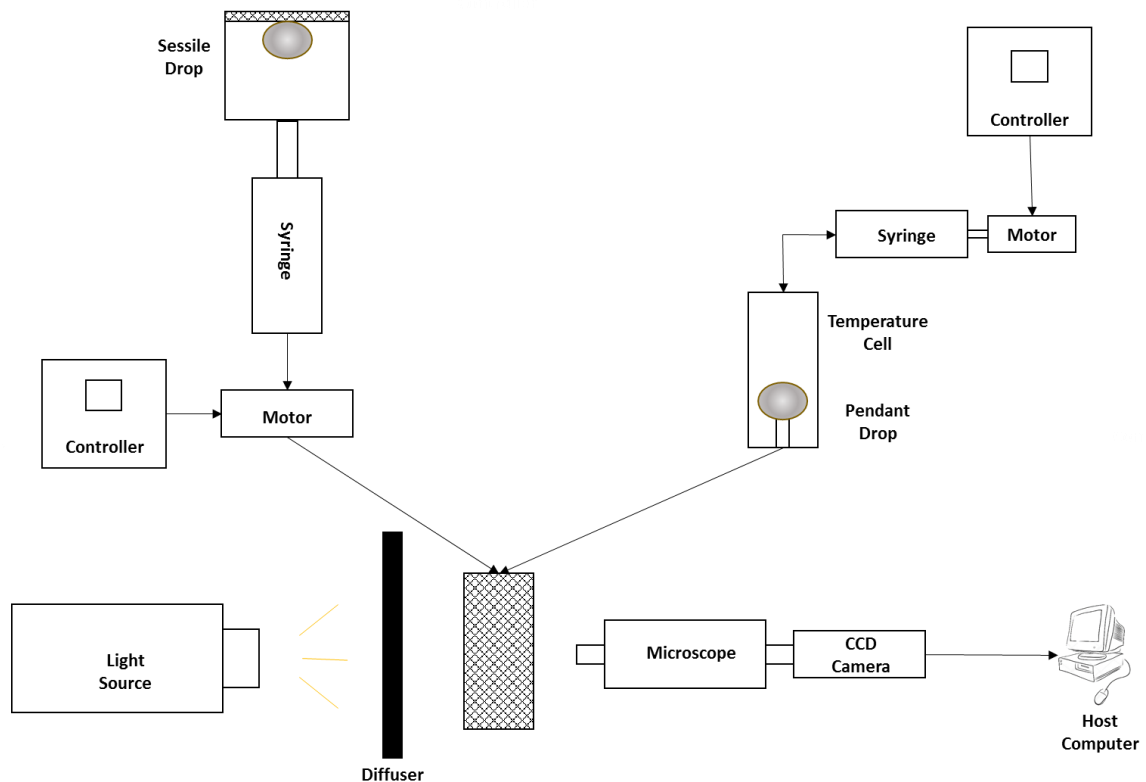 Sessile
Drop
Controller
Syringe
Syringe
Motor
Temperature
Cell
Pendant
Drop
Motor
Controller
Light
Source
Microscope
CCD
Camera
Host
Computer
Diffuser